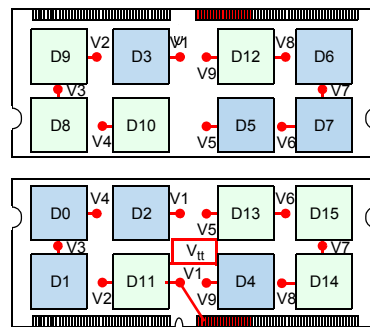 V2 V1 V8
D9 D3 D12 D6
V9
V3 V7
D8 D10 D5 D7
V4 V5 V6
V4 V1 V6
D0 D2 D13 D15
V5
V3 Vtt V7
V1
D1 D11 D4 D14
V2 V9 V8